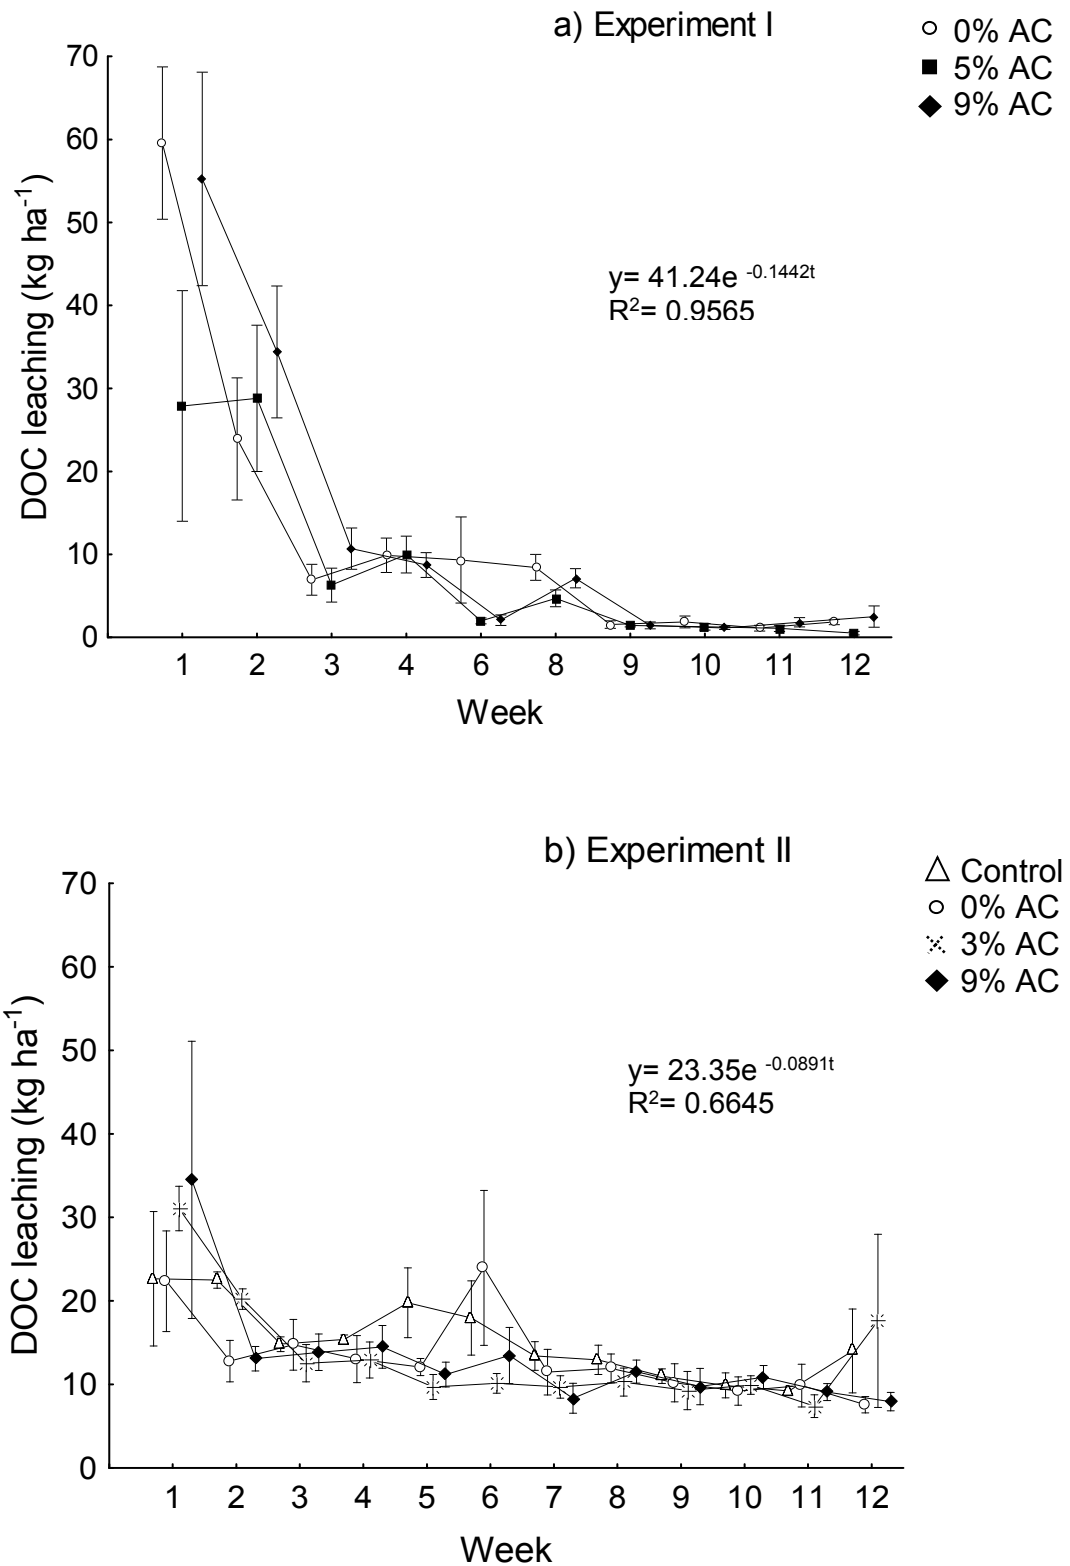 a) Experiment I
0% AC
5% AC
9% AC
70
60
50
40
30
20
10
0
DOC leaching (kg ha⁻¹)
y= 41.24e ⁻⁰·¹⁴⁴²ᵗ
R²= 0.9565
1 2 3 4 6 8 9 10 11 12
Week
b) Experiment II
Control
0% AC
3% AC
9% AC
70
60
50
40
30
20
10
0
DOC leaching (kg ha⁻¹)
y= 23.35e ⁻⁰·⁰⁸⁹¹ᵗ
R²= 0.6645
1 2 3 4 5 6 7 8 9 10 11 12
Week